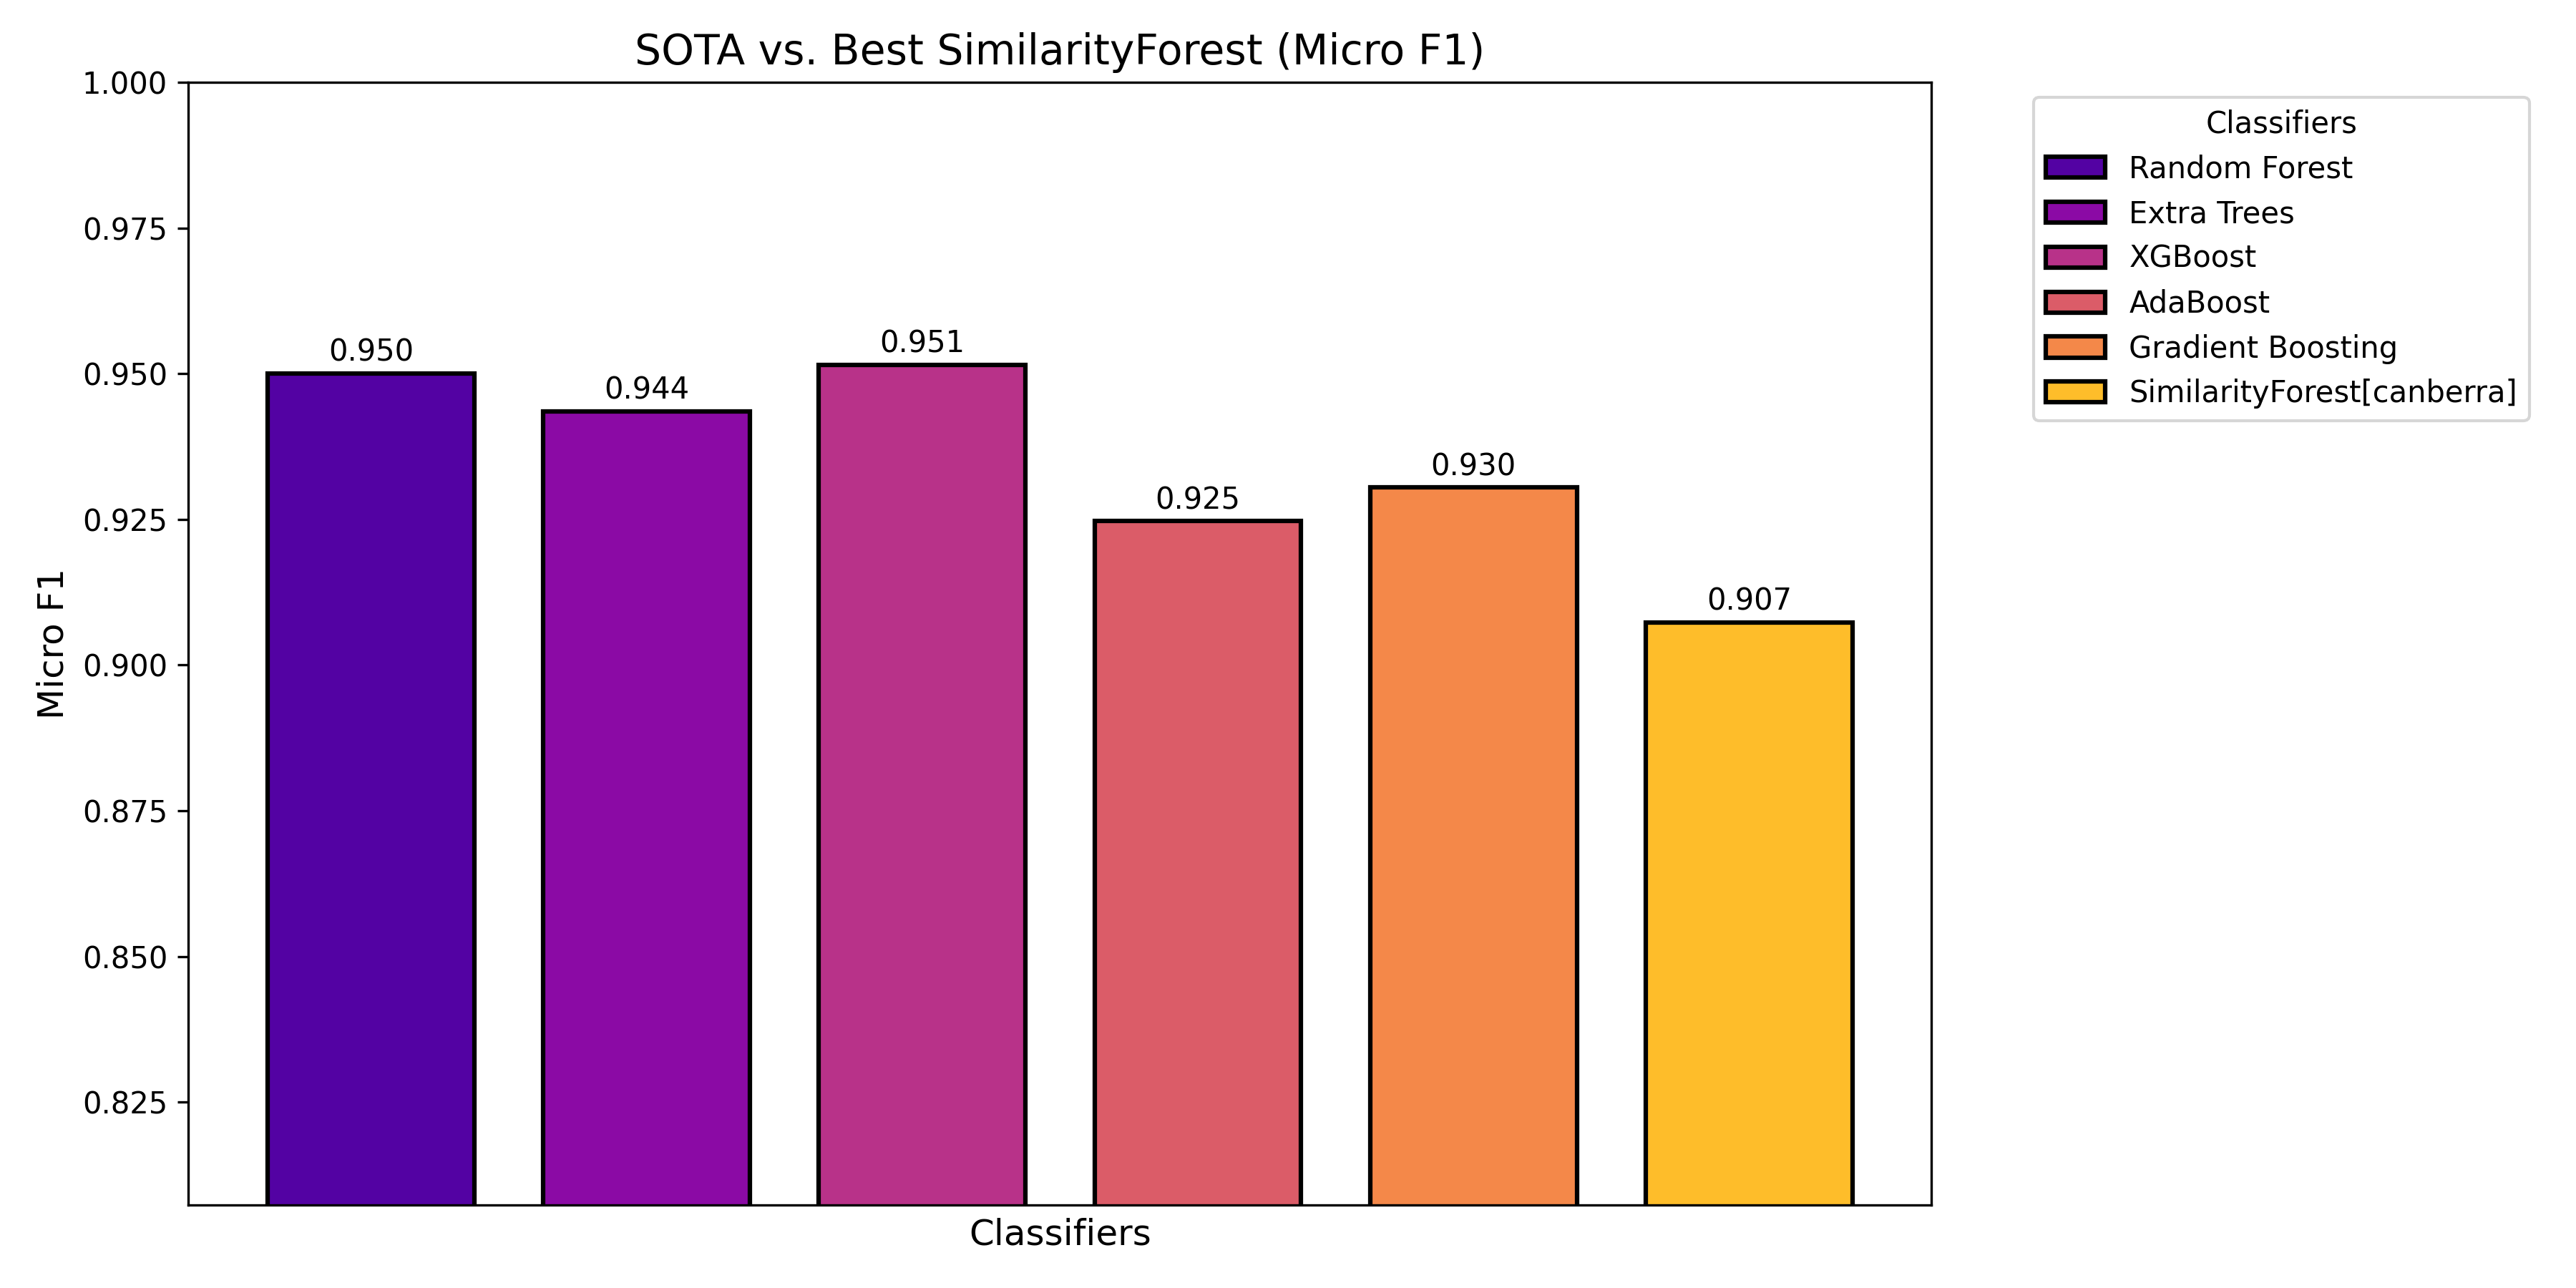 SOTA vs. Best SimilarityForest (Micro F1)
1.000
0.975
0.950
0.925
0.900
0.875
0.850
0.825
Micro F1
0.950
0.944
0.951
0.925
0.930
0.907
Classifiers
Classifiers
Random Forest
Extra Trees
XGBoost
AdaBoost
Gradient Boosting
SimilarityForest[canberra]